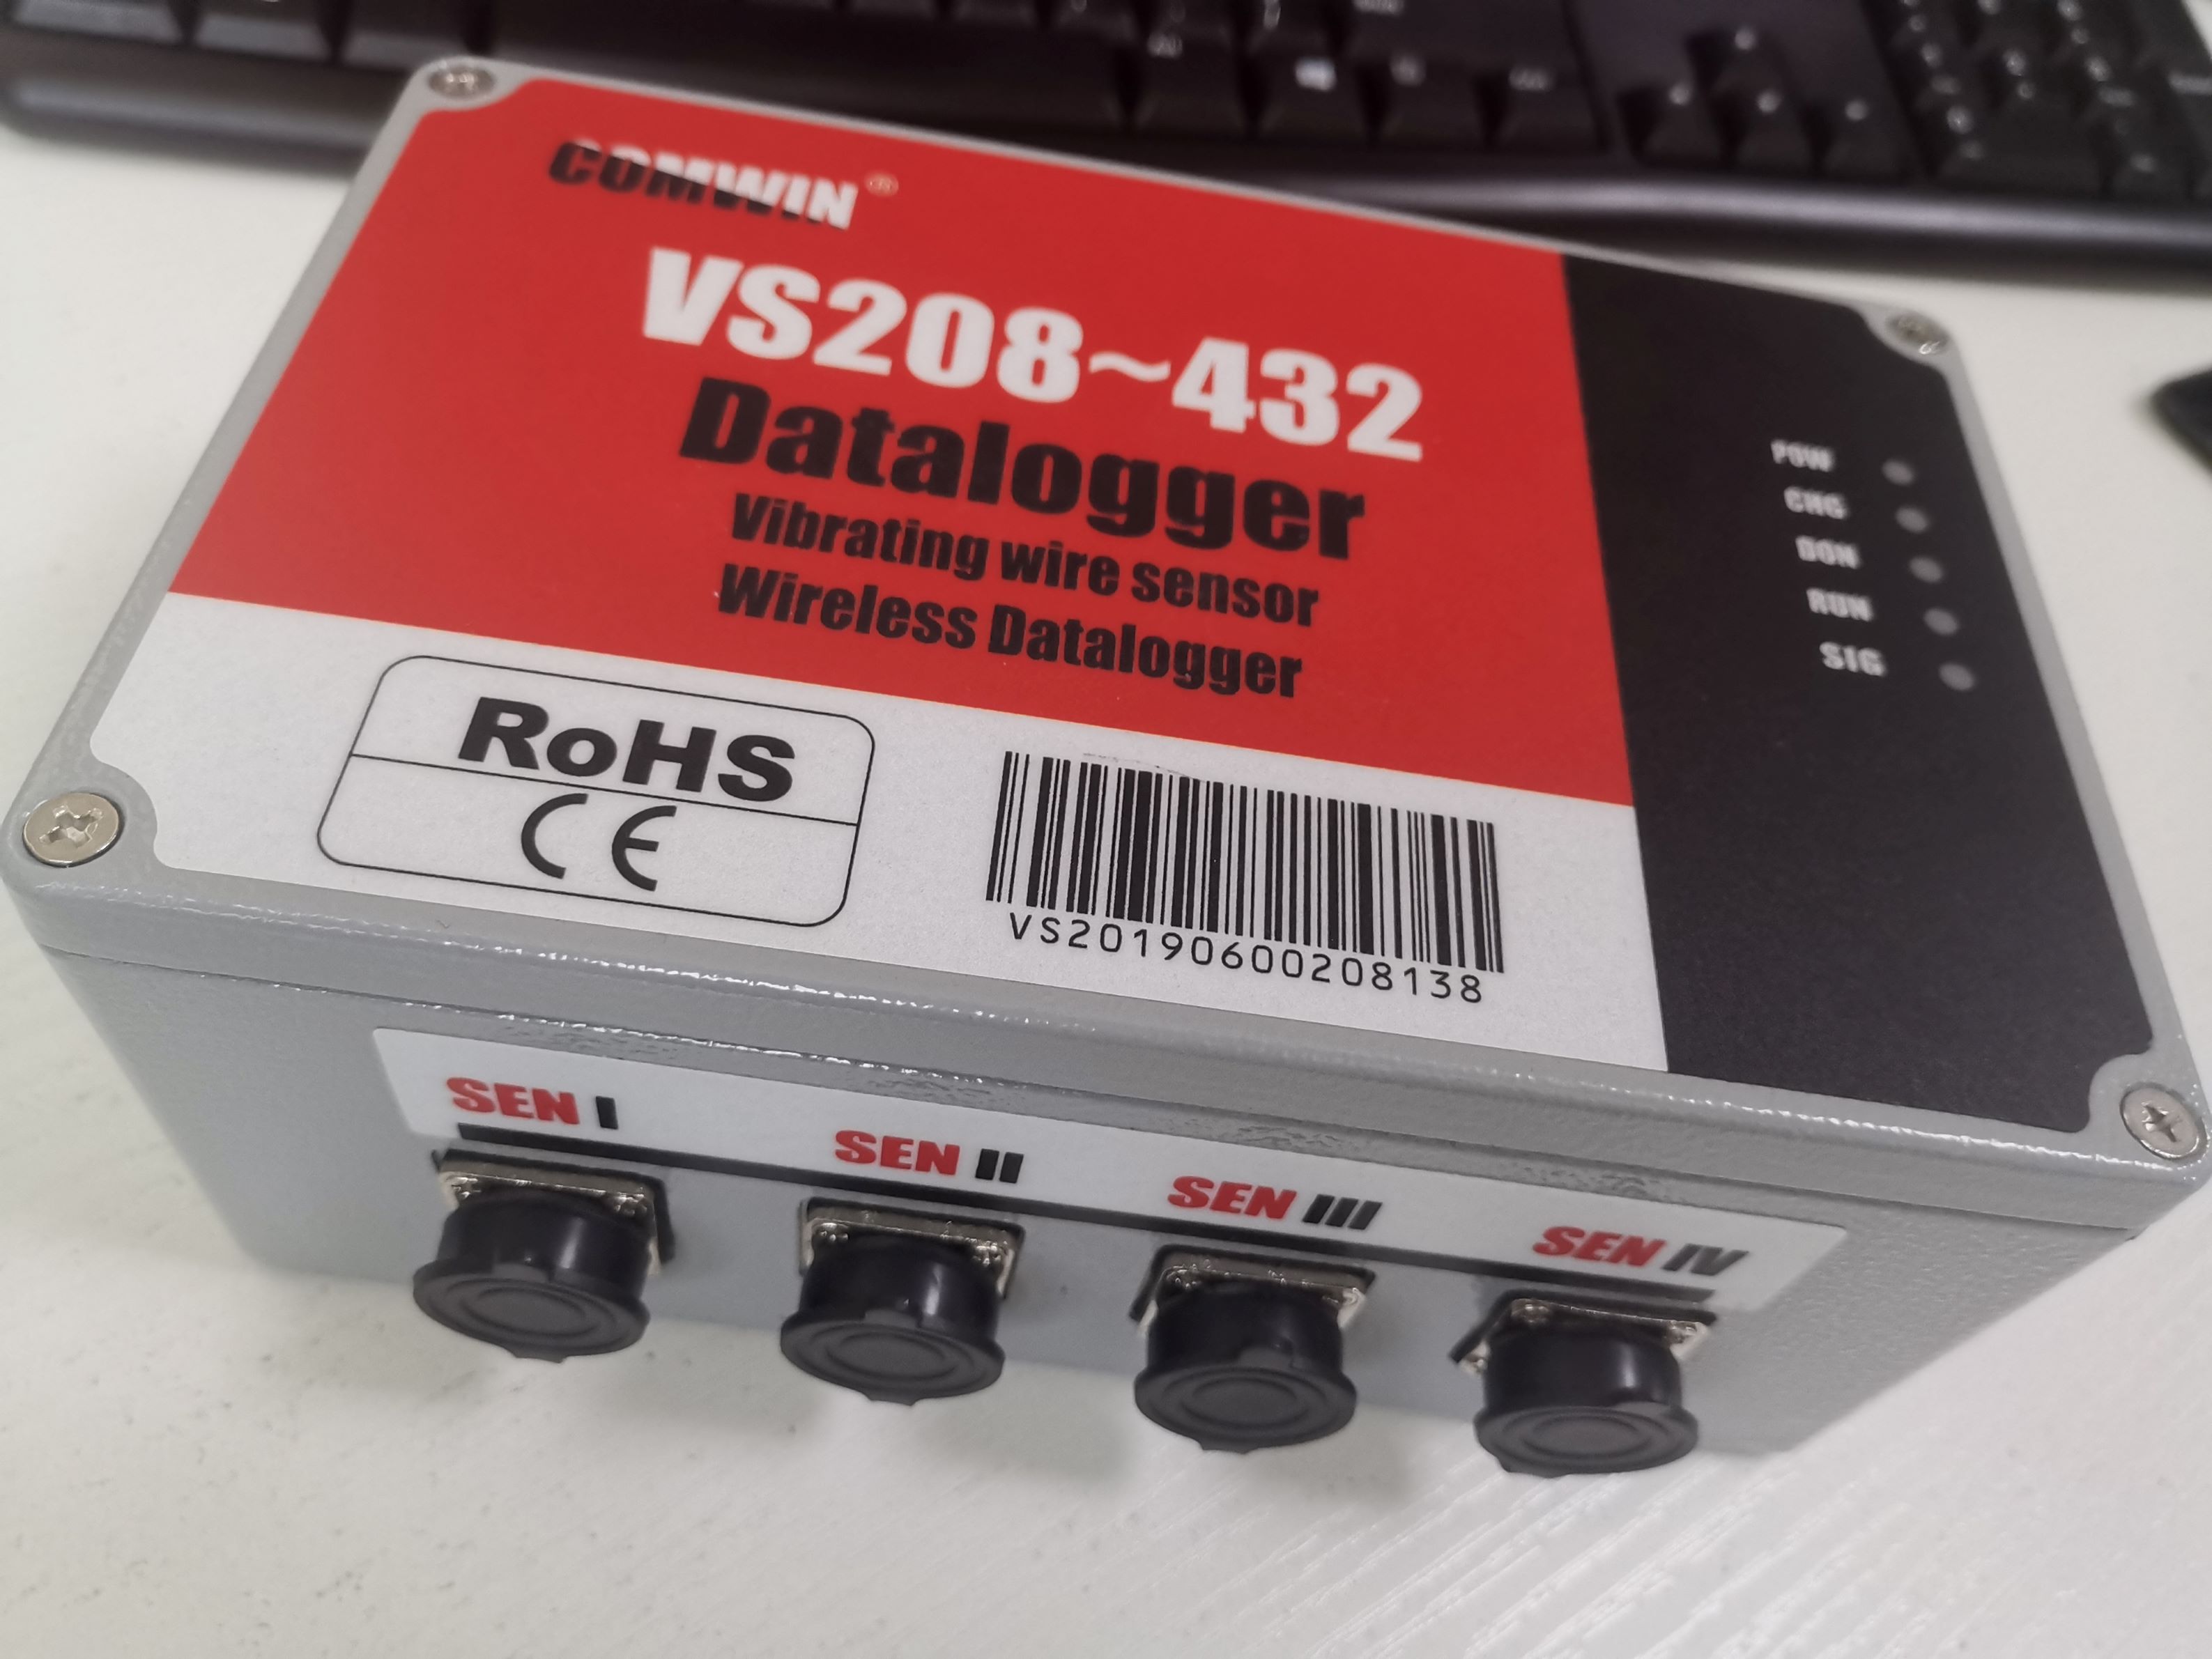 COMWIN®
VS208~432
Datalogger
Vibrating wire sensor
Wireless Datalogger
POW
CHG
DON
RUN
SIG
RoHS
CE
VS20190600208138
SEN I
SEN II
SEN III
SEN IV